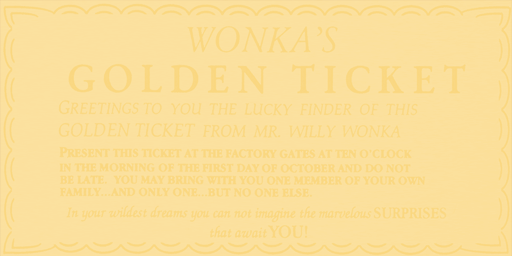 WONKA'S
GOLDEN TICKET
GREETINGS TO YOU THE LUCKY FINDER OF THIS
GOLDEN TICKET FROM MR. WILLY WONKA
PRESENT THIS TICKET AT THE FACTORY GATES AT TEN O'CLOCK
IN THE MORNING OF THE FIRST DAY OF OCTOBER AND DO NOT
BE LATE. YOU MAY BRING WITH YOU ONE MEMBER OF YOUR OWN
FAMILY...AND ONLY ONE...BUT NO ONE ELSE.
In your wildest dreams you can not imagine the marvelous SURPRISES
that await YOU!